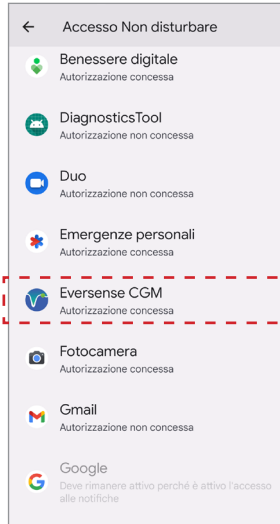 Accesso Non disturbare
Benessere digitale
Autorizzazione concessa
DiagnosticsTool
Autorizzazione non concessa
Duo
Autorizzazione non concessa
Emergenze personali
Autorizzazione concessa
Eversense CGM
Autorizzazione concessa
Fotocamera
Autorizzazione concessa
Gmail
Autorizzazione non concessa
Google
Deve rimanere attivo perché è attivo l'accesso
alle notifiche